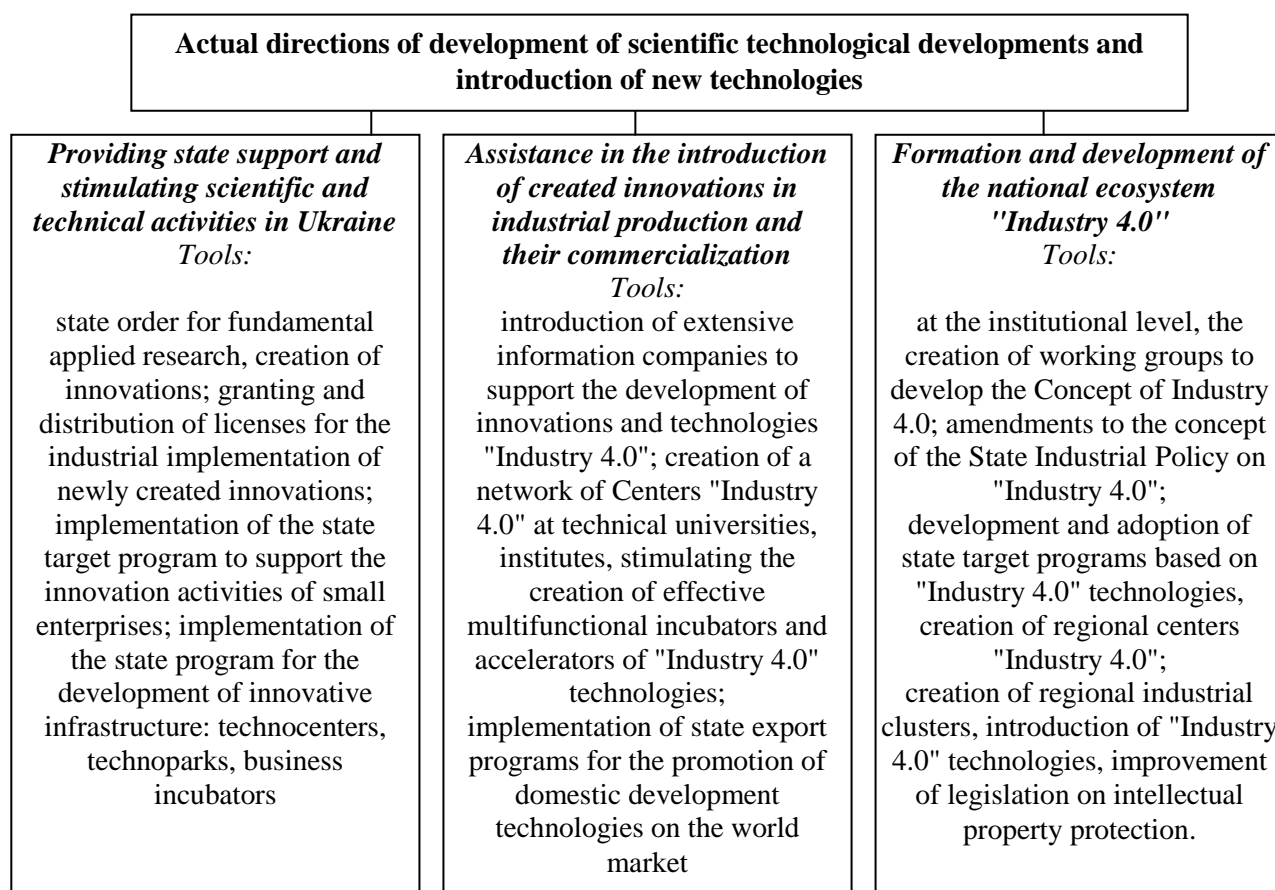 Actual directions of development of scientific technological developments and
introduction of new technologies
Providing state support and
stimulating scientific and
technical activities in Ukraine
Tools:
state order for fundamental
applied research, creation of
innovations; granting and
distribution of licenses for the
industrial implementation of
newly created innovations;
implementation of the state
target program to support the
innovation activities of small
enterprises; implementation of
the state program for the
development of innovative
infrastructure: technocenters,
technoparks, business
incubators
Assistance in the introduction
of created innovations in
industrial production and
their commercialization
Tools:
introduction of extensive
information companies to
support the development of
innovations and technologies
"Industry 4.0"; creation of a
network of Centers "Industry
4.0" at technical universities,
institutes, stimulating the
creation of effective
multifunctional incubators and
accelerators of "Industry 4.0"
technologies;
implementation of state export
programs for the promotion of
domestic development
technologies on the world
market
Formation and development of
the national ecosystem
"Industry 4.0"
Tools:
at the institutional level, the
creation of working groups to
develop the Concept of Industry
4.0; amendments to the concept
of the State Industrial Policy on
"Industry 4.0";
development and adoption of
state target programs based on
"Industry 4.0" technologies,
creation of regional centers
"Industry 4.0";
creation of regional industrial
clusters, introduction of "Industry
4.0" technologies, improvement
of legislation on intellectual
property protection.